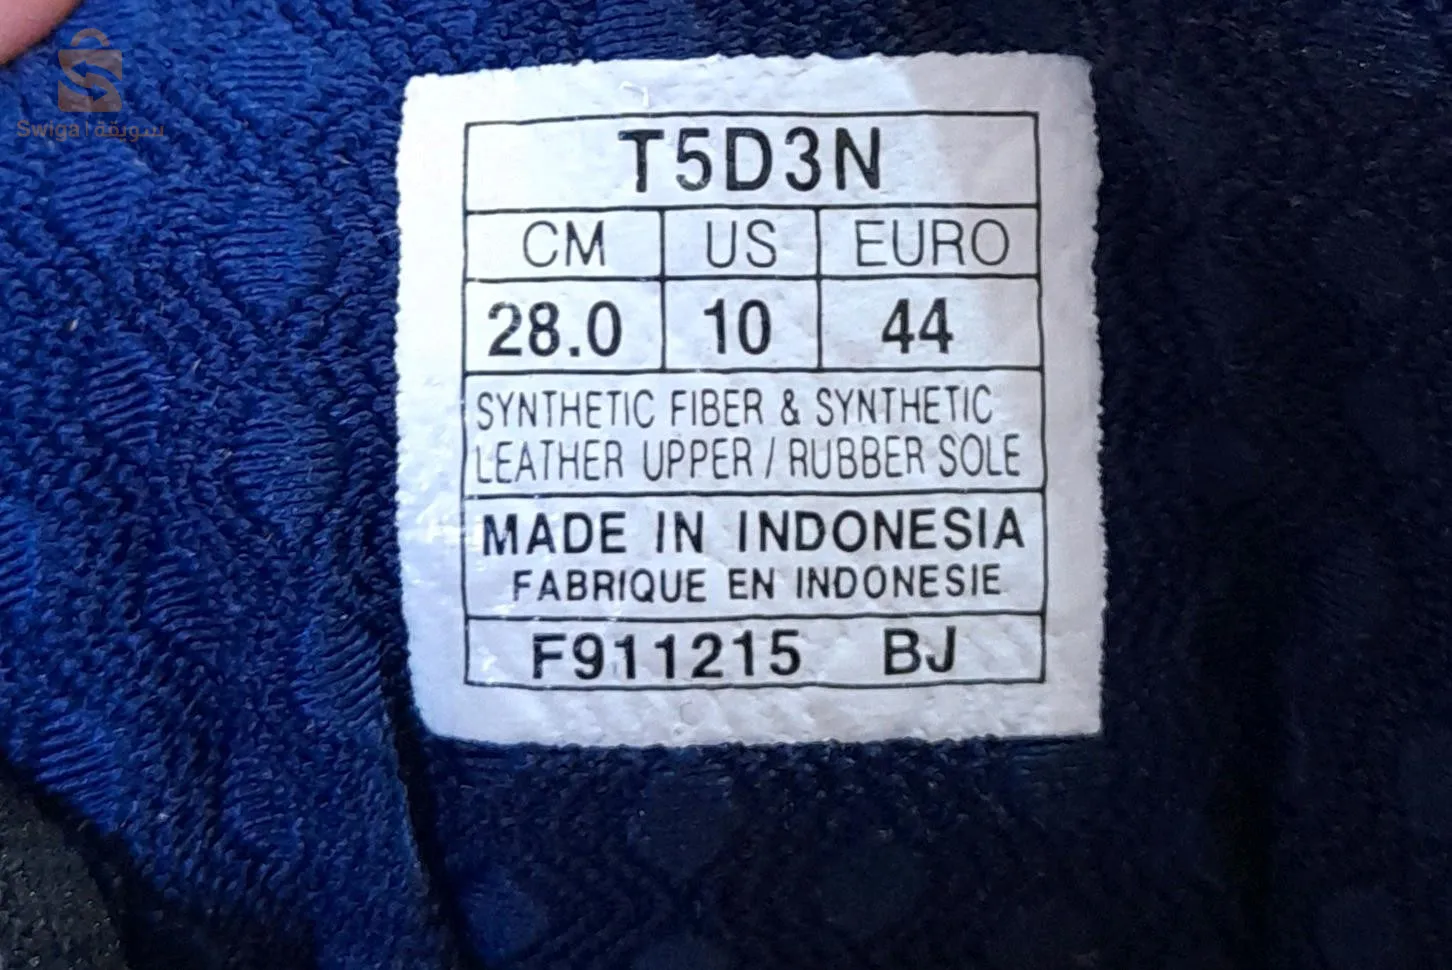 Swiga | سويقة
T5D3N
CM US EURO
28.0 10 44
SYNTHETIC FIBER & SYNTHETIC
LEATHER UPPER / RUBBER SOLE
MADE IN INDONESIA
FABRIQUE EN INDONESIE
F911215 BJ